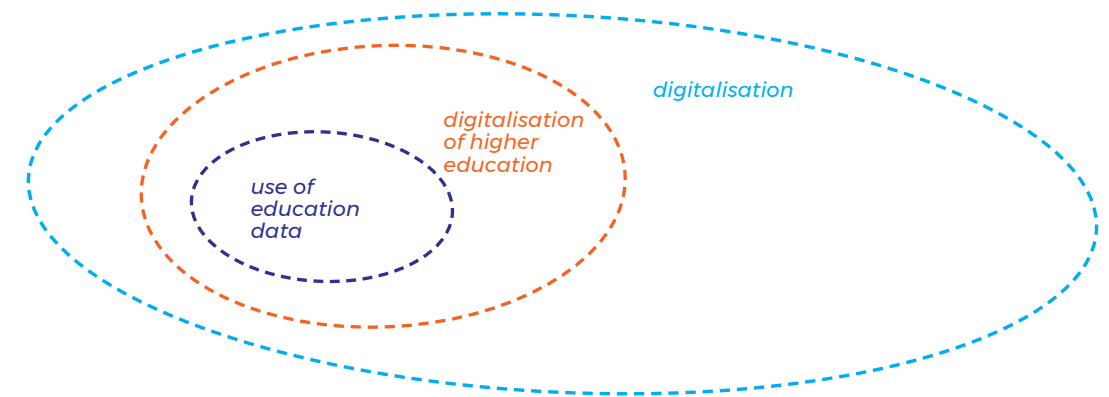 digitalisation
digitalisation
of higher
education
use of
education
data